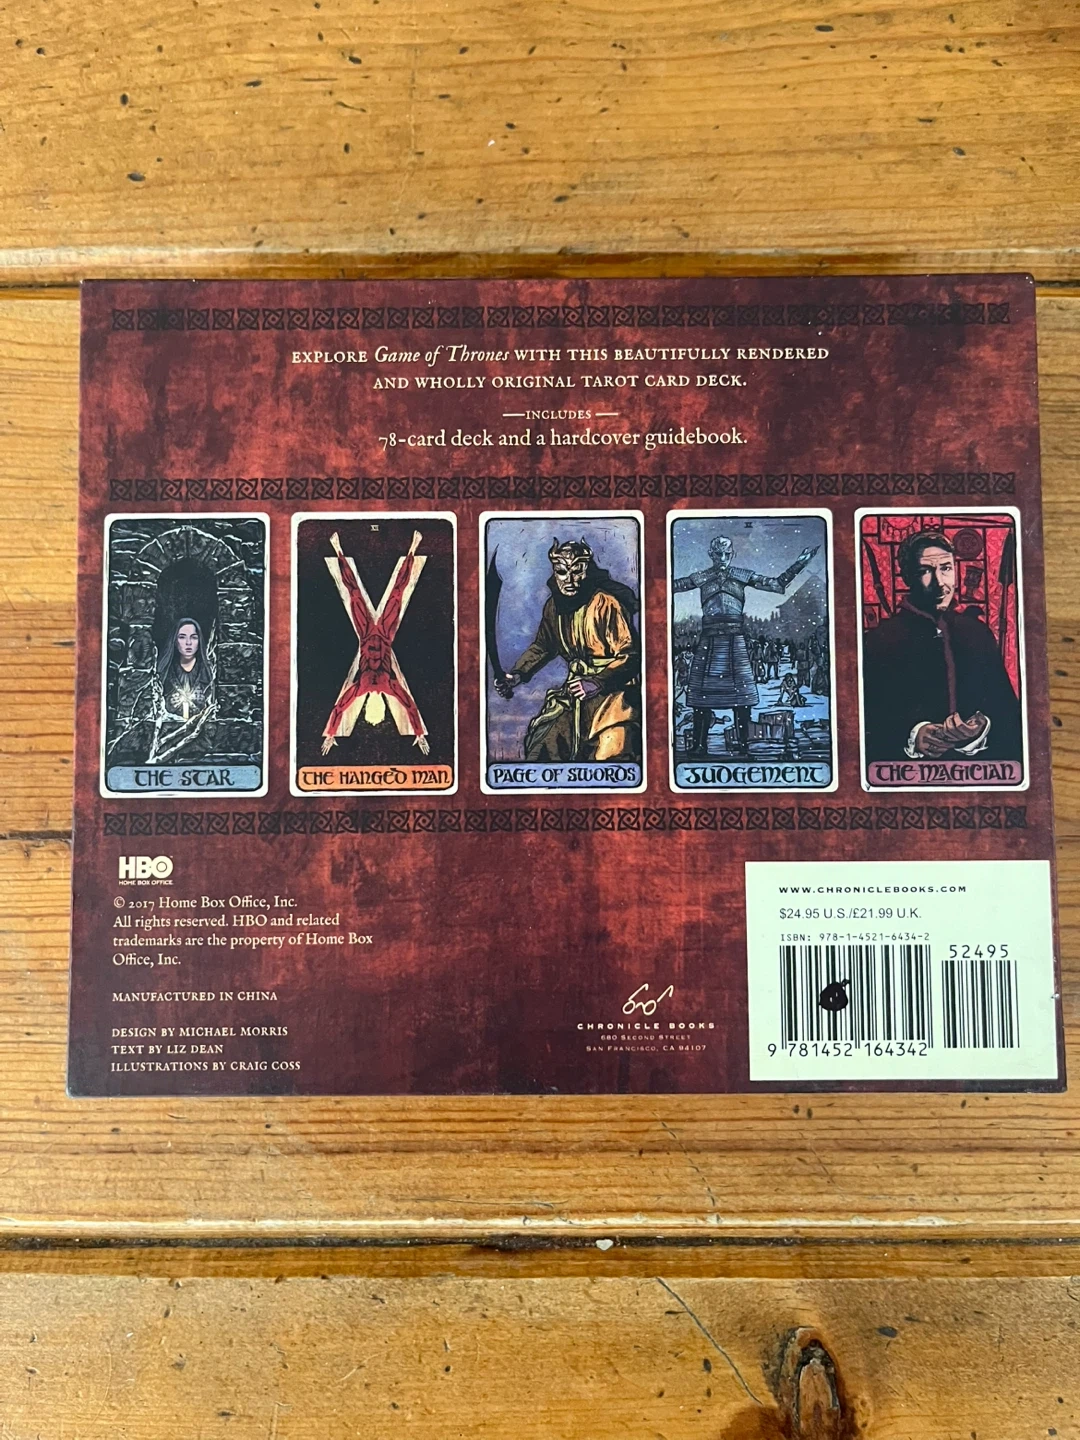 EXPLORE Game of Thrones WITH THIS BEAUTIFULLY RENDERED
AND WHOLLY ORIGINAL TAROT CARD DECK.
—INCLUDES—
78-card deck and a hardcover guidebook.
XII
THE STAR
THE HANGED MAN
PAGE OF SWORDS
JUDGEMENT
THE MAGICIAN
HBO
HOME BOX OFFICE
© 2017 Home Box Office, Inc.
All rights reserved. HBO and related
trademarks are the property of Home Box
Office, Inc.
MANUFACTURED IN CHINA
DESIGN BY MICHAEL MORRIS
TEXT BY LIZ DEAN
ILLUSTRATIONS BY CRAIG COSS
CHRONICLE BOOKS
680 SECOND STREET
SAN FRANCISCO, CA 94107
WWW.CHRONICLEBOOKS.COM
$24.95 U.S./£21.99 U.K.
ISBN: 978-1-4521-6434-2
52495
9 781452 164342